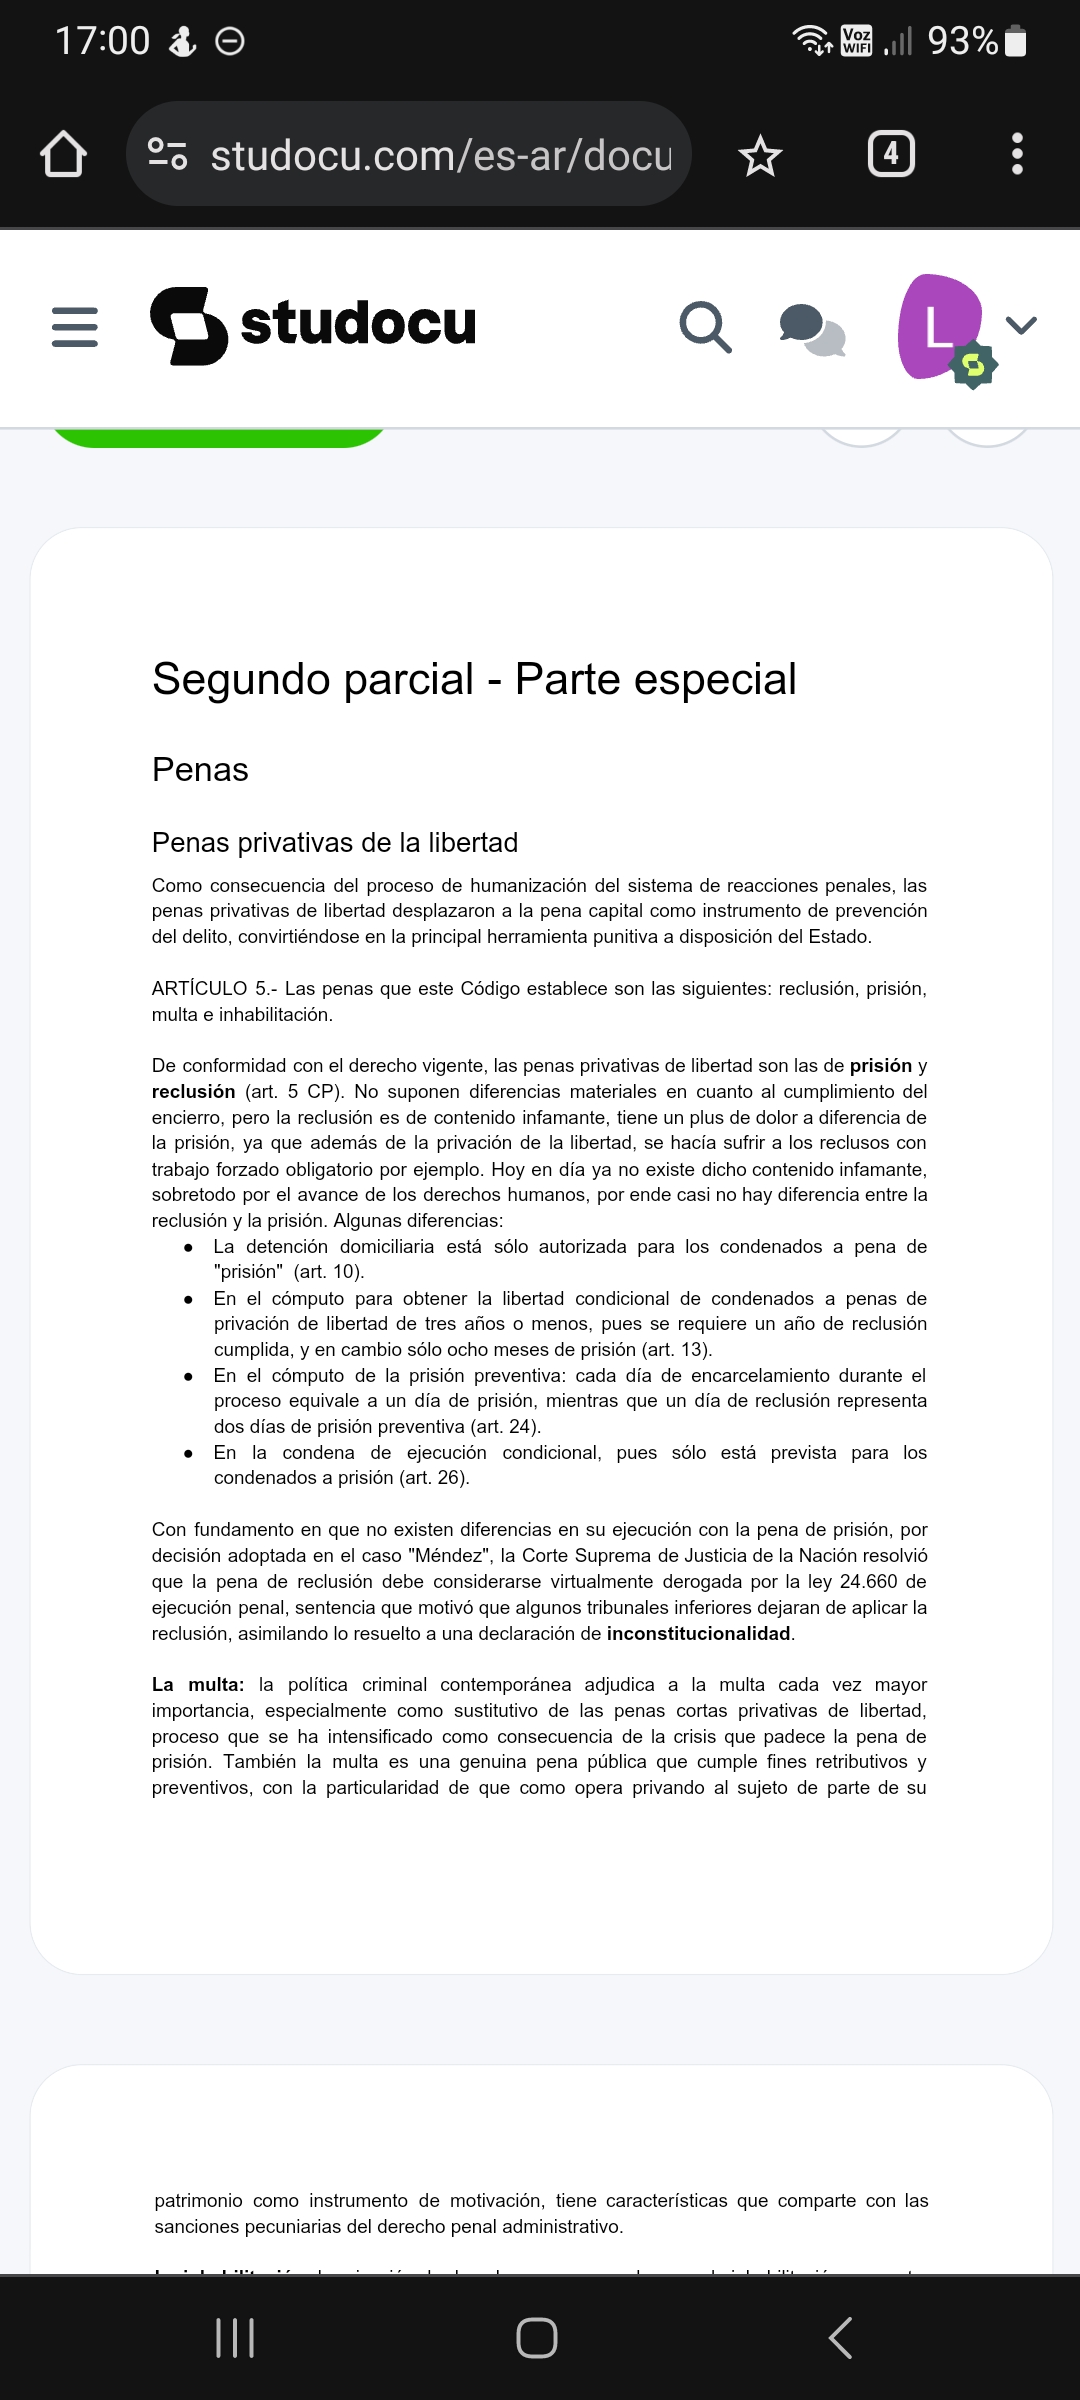 17:00
Voz
WIFI
93%
studocu.com/es-ar/docu
4
studocu
L
Segundo parcial - Parte especial
Penas
Penas privativas de la libertad
Como consecuencia del proceso de humanización del sistema de reacciones penales, las
penas privativas de libertad desplazaron a la pena capital como instrumento de prevención
del delito, convirtiéndose en la principal herramienta punitiva a disposición del Estado.
ARTÍCULO 5.- Las penas que este Código establece son las siguientes: reclusión, prisión,
multa e inhabilitación.
De conformidad con el derecho vigente, las penas privativas de libertad son las de prisión y
reclusión (art. 5 CP). No suponen diferencias materiales en cuanto al cumplimiento del
encierro, pero la reclusión es de contenido infamante, tiene un plus de dolor a diferencia de
la prisión, ya que además de la privación de la libertad, se hacía sufrir a los reclusos con
trabajo forzado obligatorio por ejemplo. Hoy en día ya no existe dicho contenido infamante,
sobretodo por el avance de los derechos humanos, por ende casi no hay diferencia entre la
reclusión y la prisión. Algunas diferencias:
● La detención domiciliaria está sólo autorizada para los condenados a pena de
"prisión" (art. 10).
● En el cómputo para obtener la libertad condicional de condenados a penas de
privación de libertad de tres años o menos, pues se requiere un año de reclusión
cumplida, y en cambio sólo ocho meses de prisión (art. 13).
● En el cómputo de la prisión preventiva: cada día de encarcelamiento durante el
proceso equivale a un día de prisión, mientras que un día de reclusión representa
dos días de prisión preventiva (art. 24).
● En la condena de ejecución condicional, pues sólo está prevista para los
condenados a prisión (art. 26).
Con fundamento en que no existen diferencias en su ejecución con la pena de prisión, por
decisión adoptada en el caso "Méndez", la Corte Suprema de Justicia de la Nación resolvió
que la pena de reclusión debe considerarse virtualmente derogada por la ley 24.660 de
ejecución penal, sentencia que motivó que algunos tribunales inferiores dejaran de aplicar la
reclusión, asimilando lo resuelto a una declaración de inconstitucionalidad.
La multa: la política criminal contemporánea adjudica a la multa cada vez mayor
importancia, especialmente como sustitutivo de las penas cortas privativas de libertad,
proceso que se ha intensificado como consecuencia de la crisis que padece la pena de
prisión. También la multa es una genuina pena pública que cumple fines retributivos y
preventivos, con la particularidad de que como opera privando al sujeto de parte de su
patrimonio como instrumento de motivación, tiene características que comparte con las
sanciones pecuniarias del derecho penal administrativo.